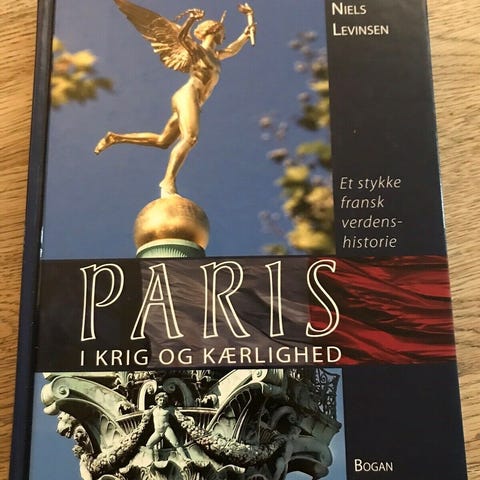 NIELS
LEVINSEN
Et stykke
fransk
verdens-
historie
PARIS
I KRIG OG KÆRLIGHED
BOGAN